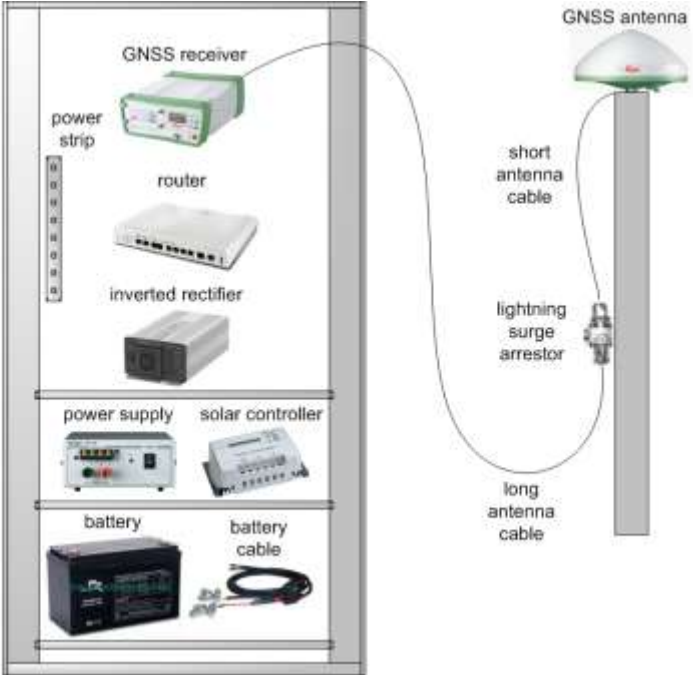 GNSS antenna
GNSS receiver
power
strip
short
antenna
cable
router
inverted rectifier
lightning
surge
arrestor
power supply
solar controller
long
antenna
cable
battery
battery
cable